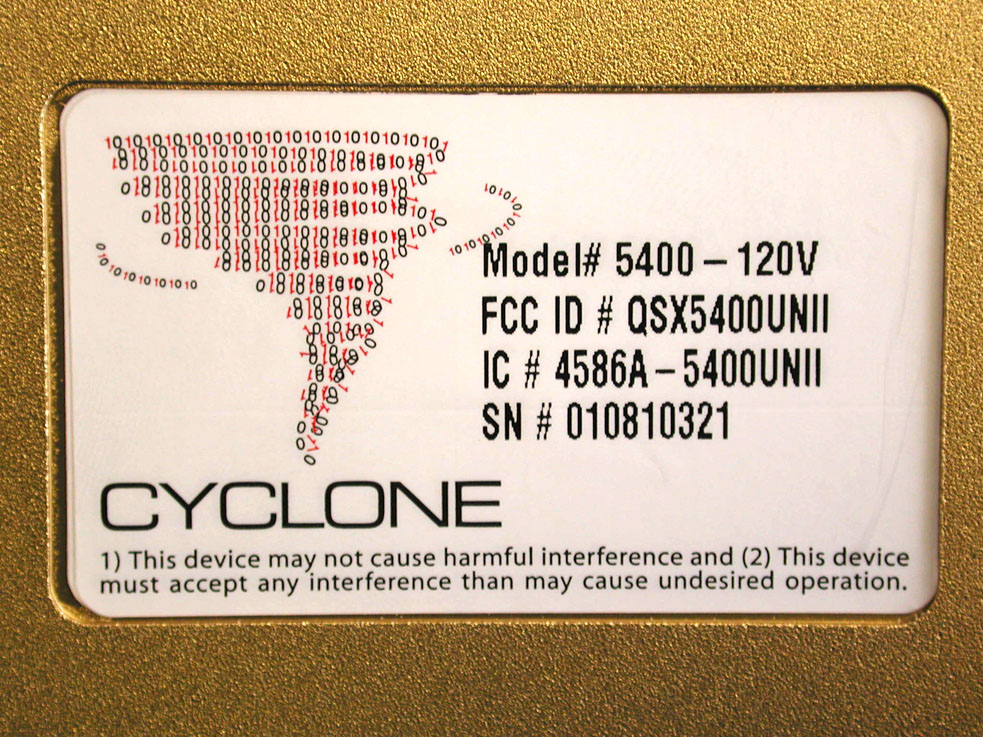 Model# 5400 – 120V
FCC ID # QSX5400UNII
IC # 4586A – 5400UNII
SN # 010810321
CYCLONE
1) This device may not cause harmful interference and (2) This device
must accept any interference than may cause undesired operation.